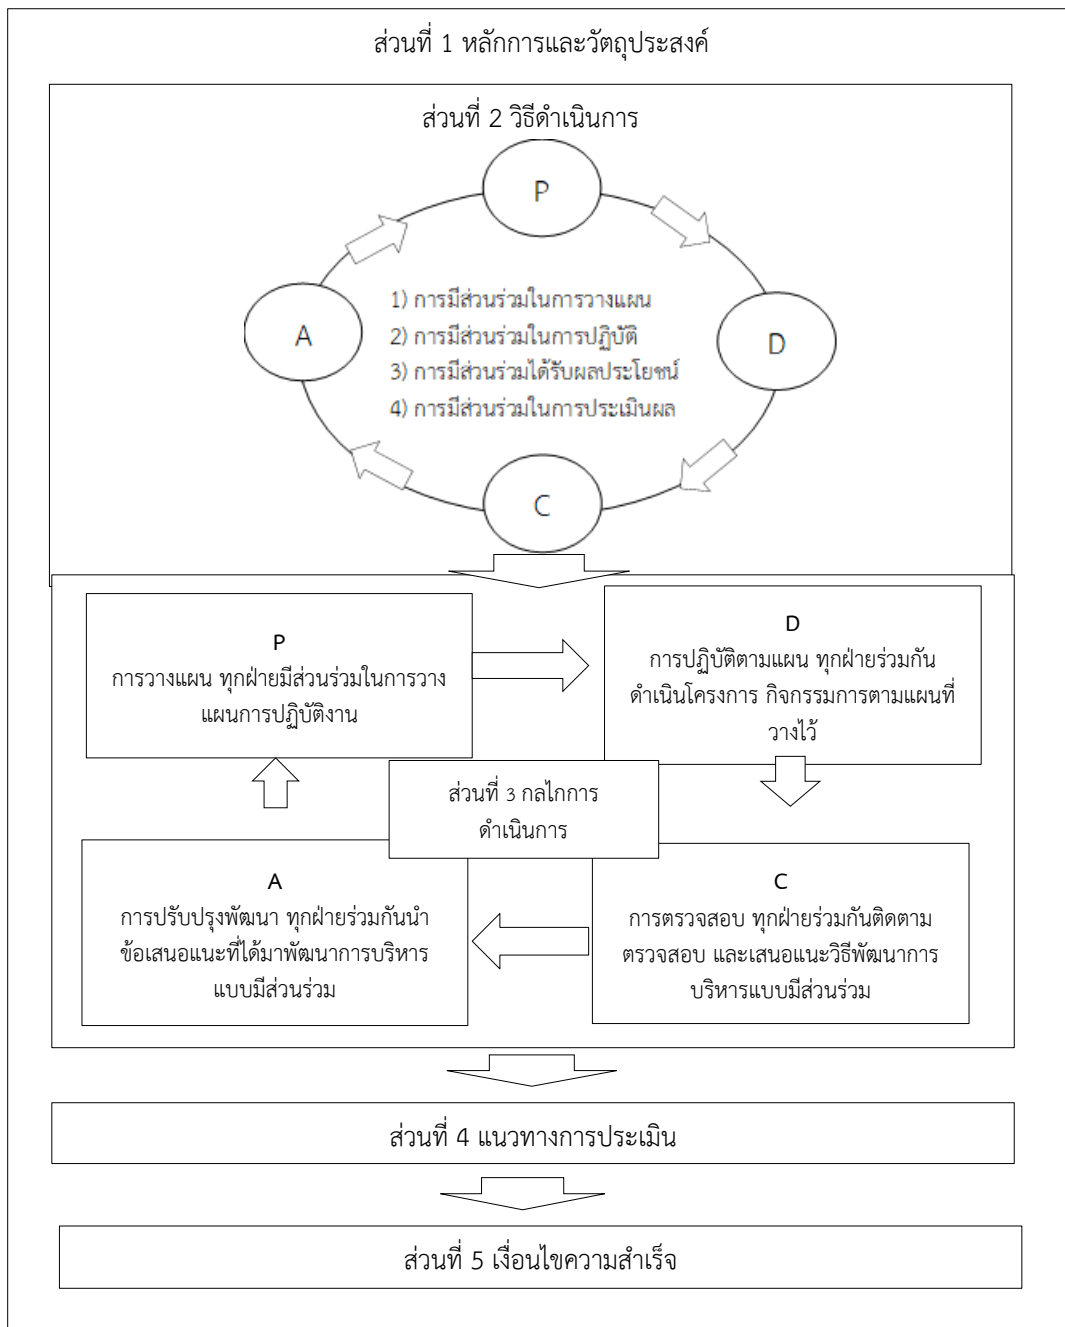 ส่วนที่ 1 หลักการและวัตถุประสงค์
ส่วนที่ 2 วิธีดำเนินการ
P
A
D
1) การมีส่วนร่วมในการวางแผน
2) การมีส่วนร่วมในการปฏิบัติ
3) การมีส่วนร่วมได้รับผลประโยชน์
4) การมีส่วนร่วมในการประเมินผล
C
P
การวางแผน ทุกฝ่ายมีส่วนร่วมในการวาง
แผนการปฏิบัติงาน
D
การปฏิบัติตามแผน ทุกฝ่ายร่วมกัน
ดำเนินโครงการ กิจกรรมการตามแผนที่
วางไว้
ส่วนที่ 3 กลไกการ
ดำเนินการ
A
การปรับปรุงพัฒนา ทุกฝ่ายร่วมกันนำ
ข้อเสนอแนะที่ได้มาพัฒนาการบริหาร
แบบมีส่วนร่วม
C
การตรวจสอบ ทุกฝ่ายร่วมกันติดตาม
ตรวจสอบ และเสนอแนะวิธีพัฒนาการ
บริหารแบบมีส่วนร่วม
ส่วนที่ 4 แนวทางการประเมิน
ส่วนที่ 5 เงื่อนไขความสำเร็จ